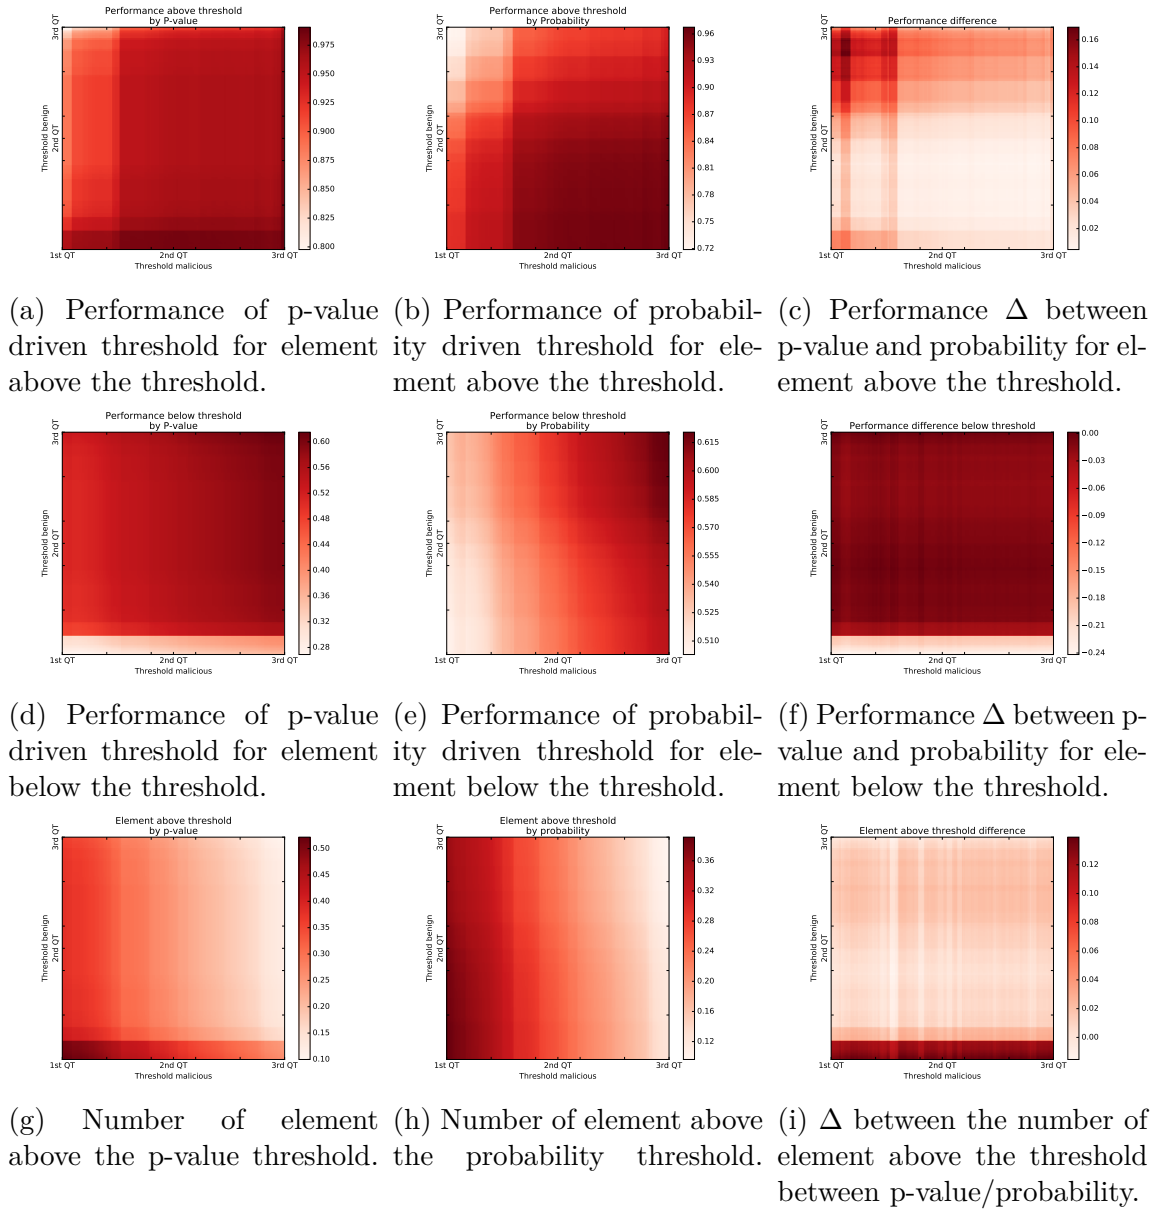 Performance above threshold
by P-value
3rd QT
Threshold benign
2nd QT
0.975
0.950
0.925
0.900
0.875
0.850
0.825
0.800
1st QT 2nd QT 3rd QT
Threshold malicious
Performance above threshold
by Probability
3rd QT
Threshold benign
2nd QT
0.96
0.93
0.90
0.87
0.84
0.81
0.78
0.75
0.72
1st QT 2nd QT 3rd QT
Threshold malicious
Performance difference
3rd QT
Threshold benign
2nd QT
0.16
0.14
0.12
0.10
0.08
0.06
0.04
0.02
1st QT 2nd QT 3rd QT
Threshold malicious
(a) Performance of p-value
driven threshold for element
above the threshold.
(b) Performance of probabil-
ity driven threshold for ele-
ment above the threshold.
(c) Performance Δ between
p-value and probability for el-
ement above the threshold.
Performance below threshold
by P-value
3rd QT
Threshold benign
2nd QT
0.60
0.56
0.52
0.48
0.44
0.40
0.36
0.32
0.28
1st QT 2nd QT 3rd QT
Threshold malicious
Performance below threshold
by Probability
3rd QT
Threshold benign
2nd QT
0.615
0.600
0.585
0.570
0.555
0.540
0.525
0.510
1st QT 2nd QT 3rd QT
Threshold malicious
Performance difference below threshold
3rd QT
Threshold benign
2nd QT
0.00
−0.03
−0.06
−0.09
−0.12
−0.15
−0.18
−0.21
−0.24
1st QT 2nd QT 3rd QT
Threshold malicious
(d) Performance of p-value
driven threshold for element
below the threshold.
(e) Performance of probabil-
ity driven threshold for ele-
ment below the threshold.
(f) Performance Δ between p-
value and probability for ele-
ment below the threshold.
Element above threshold
by p-value
3rd QT
Threshold benign
2nd QT
0.50
0.45
0.40
0.35
0.30
0.25
0.20
0.15
0.10
1st QT 2nd QT 3rd QT
Threshold malicious
Element above threshold
by probability
3rd QT
Threshold benign
2nd QT
0.36
0.32
0.28
0.24
0.20
0.16
0.12
1st QT 2nd QT 3rd QT
Threshold malicious
Element above threshold difference
3rd QT
Threshold benign
2nd QT
0.12
0.10
0.08
0.06
0.04
0.02
0.00
1st QT 2nd QT 3rd QT
Threshold malicious
(g) Number of element
above the p-value threshold.
(h) Number of element above
the probability threshold.
(i) Δ between the number of
element above the threshold
between p-value/probability.